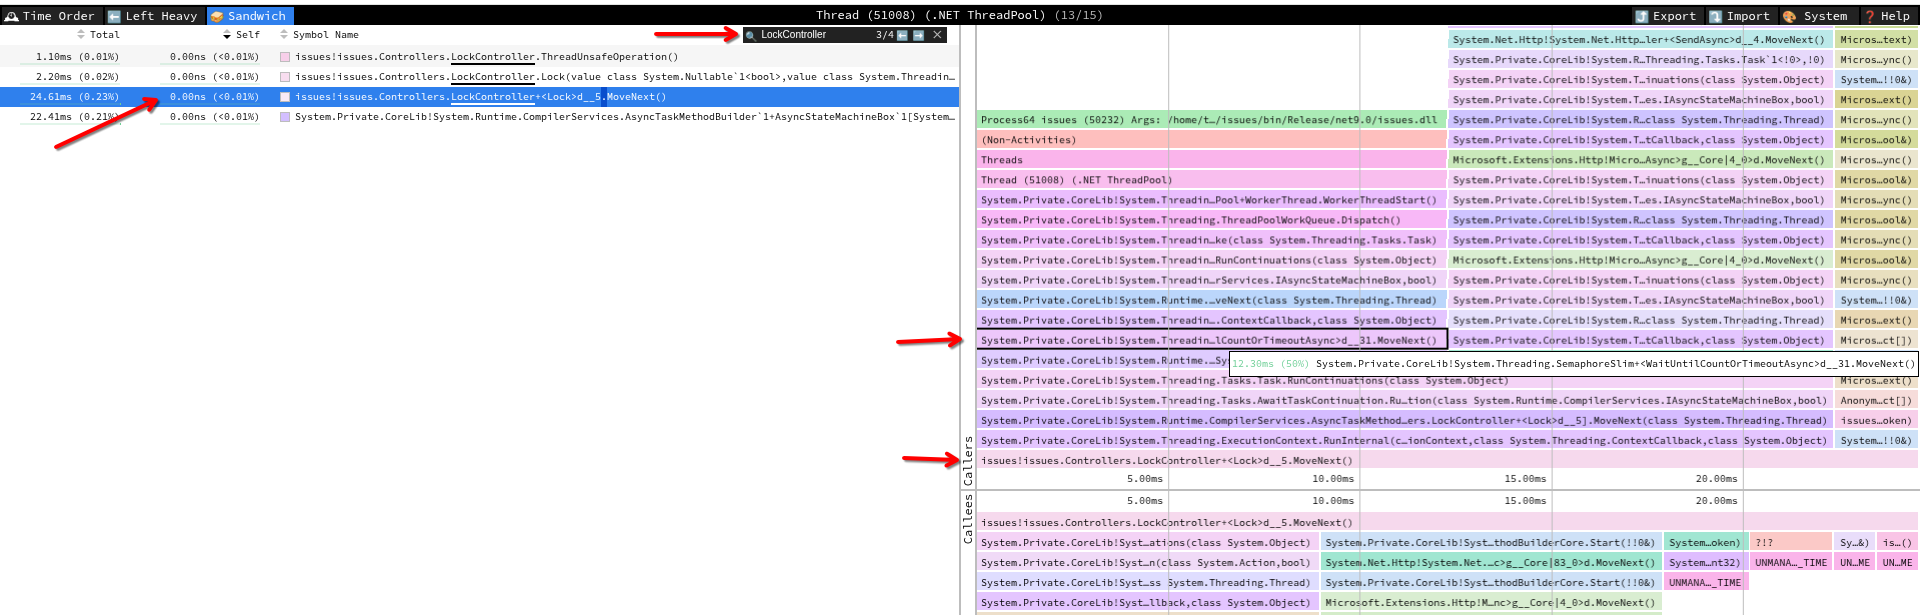 Time Order Left Heavy Sandwich Thread (51008) (.NET ThreadPool) (13/15) Export Import System Help
Total Self Symbol Name LockController 3/4
1.10ms (0.01%) 0.00ns (<0.01%) issues!issues.Controllers.LockController.ThreadUnsafeOperation()
2.20ms (0.02%) 0.00ns (<0.01%) issues!issues.Controllers.LockController.Lock(value class System.Nullable`1<bool>,value class System.Threadin…
24.61ms (0.23%) 0.00ns (<0.01%) issues!issues.Controllers.LockController+<Lock>d__5.MoveNext()
22.41ms (0.21%) 0.00ns (<0.01%) System.Private.CoreLib!System.Runtime.CompilerServices.AsyncTaskMethodBuilder`1+AsyncStateMachineBox`1[System…
System.Net.Http!System.Net.Http…ler+<SendAsync>d__4.MoveNext() Micros…text)
System.Private.CoreLib!System.R…Threading.Tasks.Task`1<!0>,!0) Micros…ync()
System.Private.CoreLib!System.T…inuations(class System.Object) System…!!0&)
System.Private.CoreLib!System.T…es.IAsyncStateMachineBox,bool) Micros…ext()
Process64 issues (50232) Args: /home/t…/issues/bin/Release/net9.0/issues.dll System.Private.CoreLib!System.R…class System.Threading.Thread) Micros…ync()
(Non-Activities) System.Private.CoreLib!System.T…tCallback,class System.Object) Micros…ool&)
Threads Microsoft.Extensions.Http!Micro…Async>g__Core|4_0>d.MoveNext() Micros…ync()
Thread (51008) (.NET ThreadPool) System.Private.CoreLib!System.T…inuations(class System.Object) Micros…ool&)
System.Private.CoreLib!System.Threadin…Pool+WorkerThread.WorkerThreadStart() System.Private.CoreLib!System.T…es.IAsyncStateMachineBox,bool) Micros…ync()
System.Private.CoreLib!System.Threading.ThreadPoolWorkQueue.Dispatch() System.Private.CoreLib!System.R…class System.Threading.Thread) Micros…ool&)
System.Private.CoreLib!System.Threadin…ke(class System.Threading.Tasks.Task) System.Private.CoreLib!System.T…tCallback,class System.Object) Micros…ync()
System.Private.CoreLib!System.Threadin…RunContinuations(class System.Object) Microsoft.Extensions.Http!Micro…Async>g__Core|4_0>d.MoveNext() Micros…ool&)
System.Private.CoreLib!System.Threadin…rServices.IAsyncStateMachineBox,bool) System.Private.CoreLib!System.T…inuations(class System.Object) Micros…ync()
System.Private.CoreLib!System.Runtime.…veNext(class System.Threading.Thread) System.Private.CoreLib!System.T…es.IAsyncStateMachineBox,bool) System…!!0&)
System.Private.CoreLib!System.Threadin….ContextCallback,class System.Object) System.Private.CoreLib!System.R…class System.Threading.Thread) Micros…ext()
System.Private.CoreLib!System.Threadin…lCountOrTimeoutAsync>d__31.MoveNext() System.Private.CoreLib!System.T…tCallback,class System.Object) Micros…ct[])
System.Private.CoreLib!System.Runtime.…Sy
12.30ms (50%) System.Private.CoreLib!System.Threading.SemaphoreSlim+<WaitUntilCountOrTimeoutAsync>d__31.MoveNext()
System.Private.CoreLib!System.Threading.Tasks.Task.RunContinuations(class System.Object) Micros…ext()
System.Private.CoreLib!System.Threading.Tasks.AwaitTaskContinuation.Ru…tion(class System.Runtime.CompilerServices.IAsyncStateMachineBox,bool) Anonym…ct[])
System.Private.CoreLib!System.Runtime.CompilerServices.AsyncTaskMethod…ers.LockController+<Lock>d__5].MoveNext(class System.Threading.Thread) issues…oken)
System.Private.CoreLib!System.Threading.ExecutionContext.RunInternal(c…ionContext,class System.Threading.ContextCallback,class System.Object) System…!!0&)
issues!issues.Controllers.LockController+<Lock>d__5.MoveNext()
Callers
5.00ms 10.00ms 15.00ms 20.00ms
5.00ms 10.00ms 15.00ms 20.00ms
Callees
issues!issues.Controllers.LockController+<Lock>d__5.MoveNext()
System.Private.CoreLib!Syst…ations(class System.Object) System.Private.CoreLib!Syst…thodBuilderCore.Start(!!0&) System…oken) ?!? Sy…&) is…()
System.Private.CoreLib!Syst…n(class System.Action,bool) System.Net.Http!System.Net.…c>g__Core|83_0>d.MoveNext() System…nt32) UNMANA…_TIME UN…ME UN…ME
System.Private.CoreLib!Syst…ss System.Threading.Thread) System.Private.CoreLib!Syst…thodBuilderCore.Start(!!0&) UNMANA…_TIME
System.Private.CoreLib!Syst…llback,class System.Object) Microsoft.Extensions.Http!M…nc>g__Core|4_0>d.MoveNext()